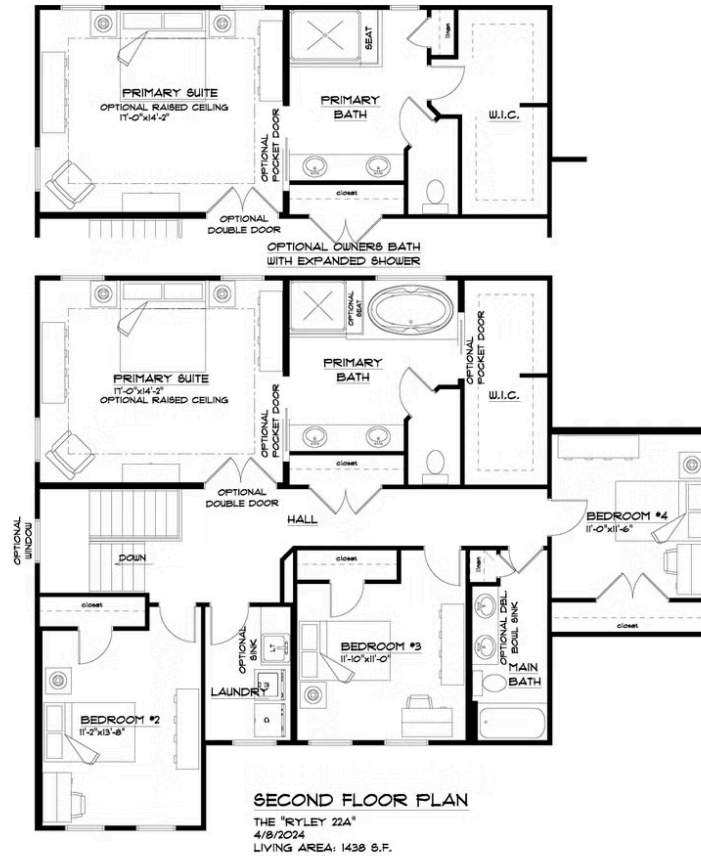 SEAT
linen
PRIMARY SUITE
OPTIONAL RAISED CEILING
17'-0"x14'-2"
PRIMARY
BATH
W.I.C.
OPTIONAL
POCKET DOOR
closet
OPTIONAL
DOUBLE DOOR
OPTIONAL OWNERS BATH
WITH EXPANDED SHOWER
OPTIONAL
SEAT
PRIMARY SUITE
17'-0"x14'-2"
OPTIONAL RAISED CEILING
PRIMARY
BATH
OPTIONAL
POCKET DOOR
W.I.C.
OPTIONAL
POCKET DOOR
closet
OPTIONAL
DOUBLE DOOR
HALL
BEDROOM #4
11'-0"x11'-6"
OPTIONAL
WINDOW
DOWN
closet
linen
closet
closet
OPTIONAL
SINK
LT
BEDROOM #3
11'-10"x11'-0"
OPTIONAL DBL.
BOWL SINK
MAIN
BATH
LAUNDRY
W
D
BEDROOM #2
11'-2"x13'-8"
SECOND FLOOR PLAN
THE "RYLEY 22A"
4/8/2024
LIVING AREA: 1438 S.F.